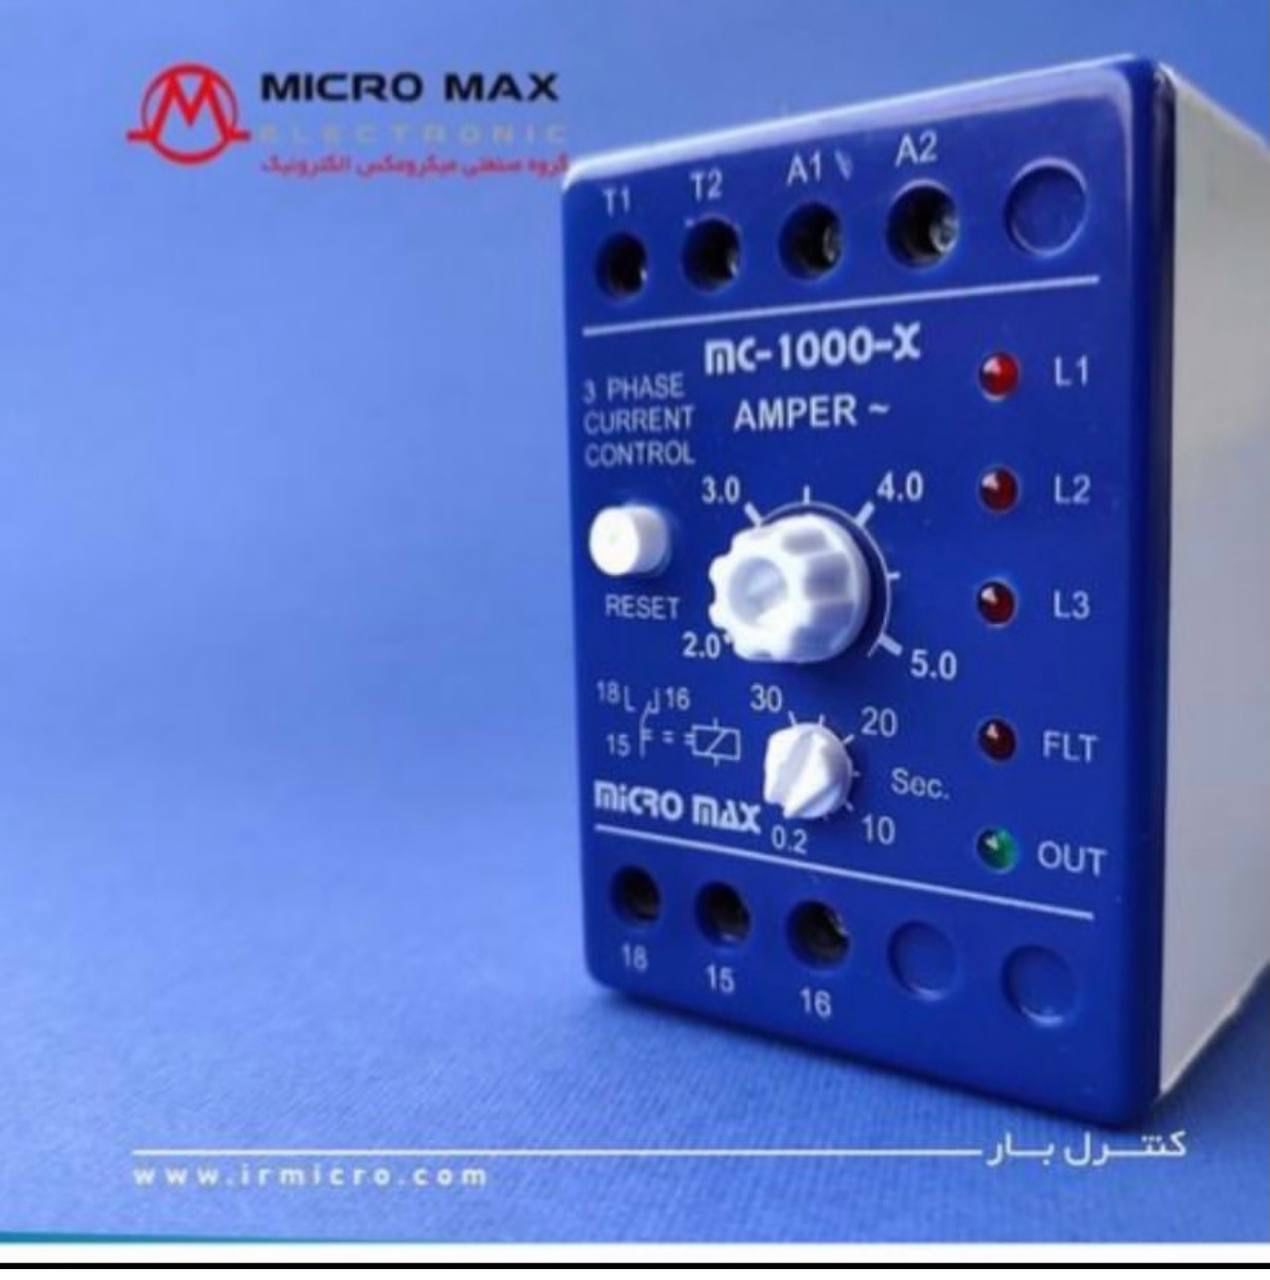 MICRO MAX
ELECTRONIC
گروه صنعتی میکرومکس الکترونیک
T1 T2 A1 A2
MC-1000-X
3 PHASE
CURRENT
CONTROL
AMPER ~
L1
3.0 4.0
L2
RESET
L3
2.0 5.0
18 16
30 20
15
FLT
Sec.
MICRO MAX
0.2 10
OUT
18 15 16
کنترل بار
www.irmicro.com